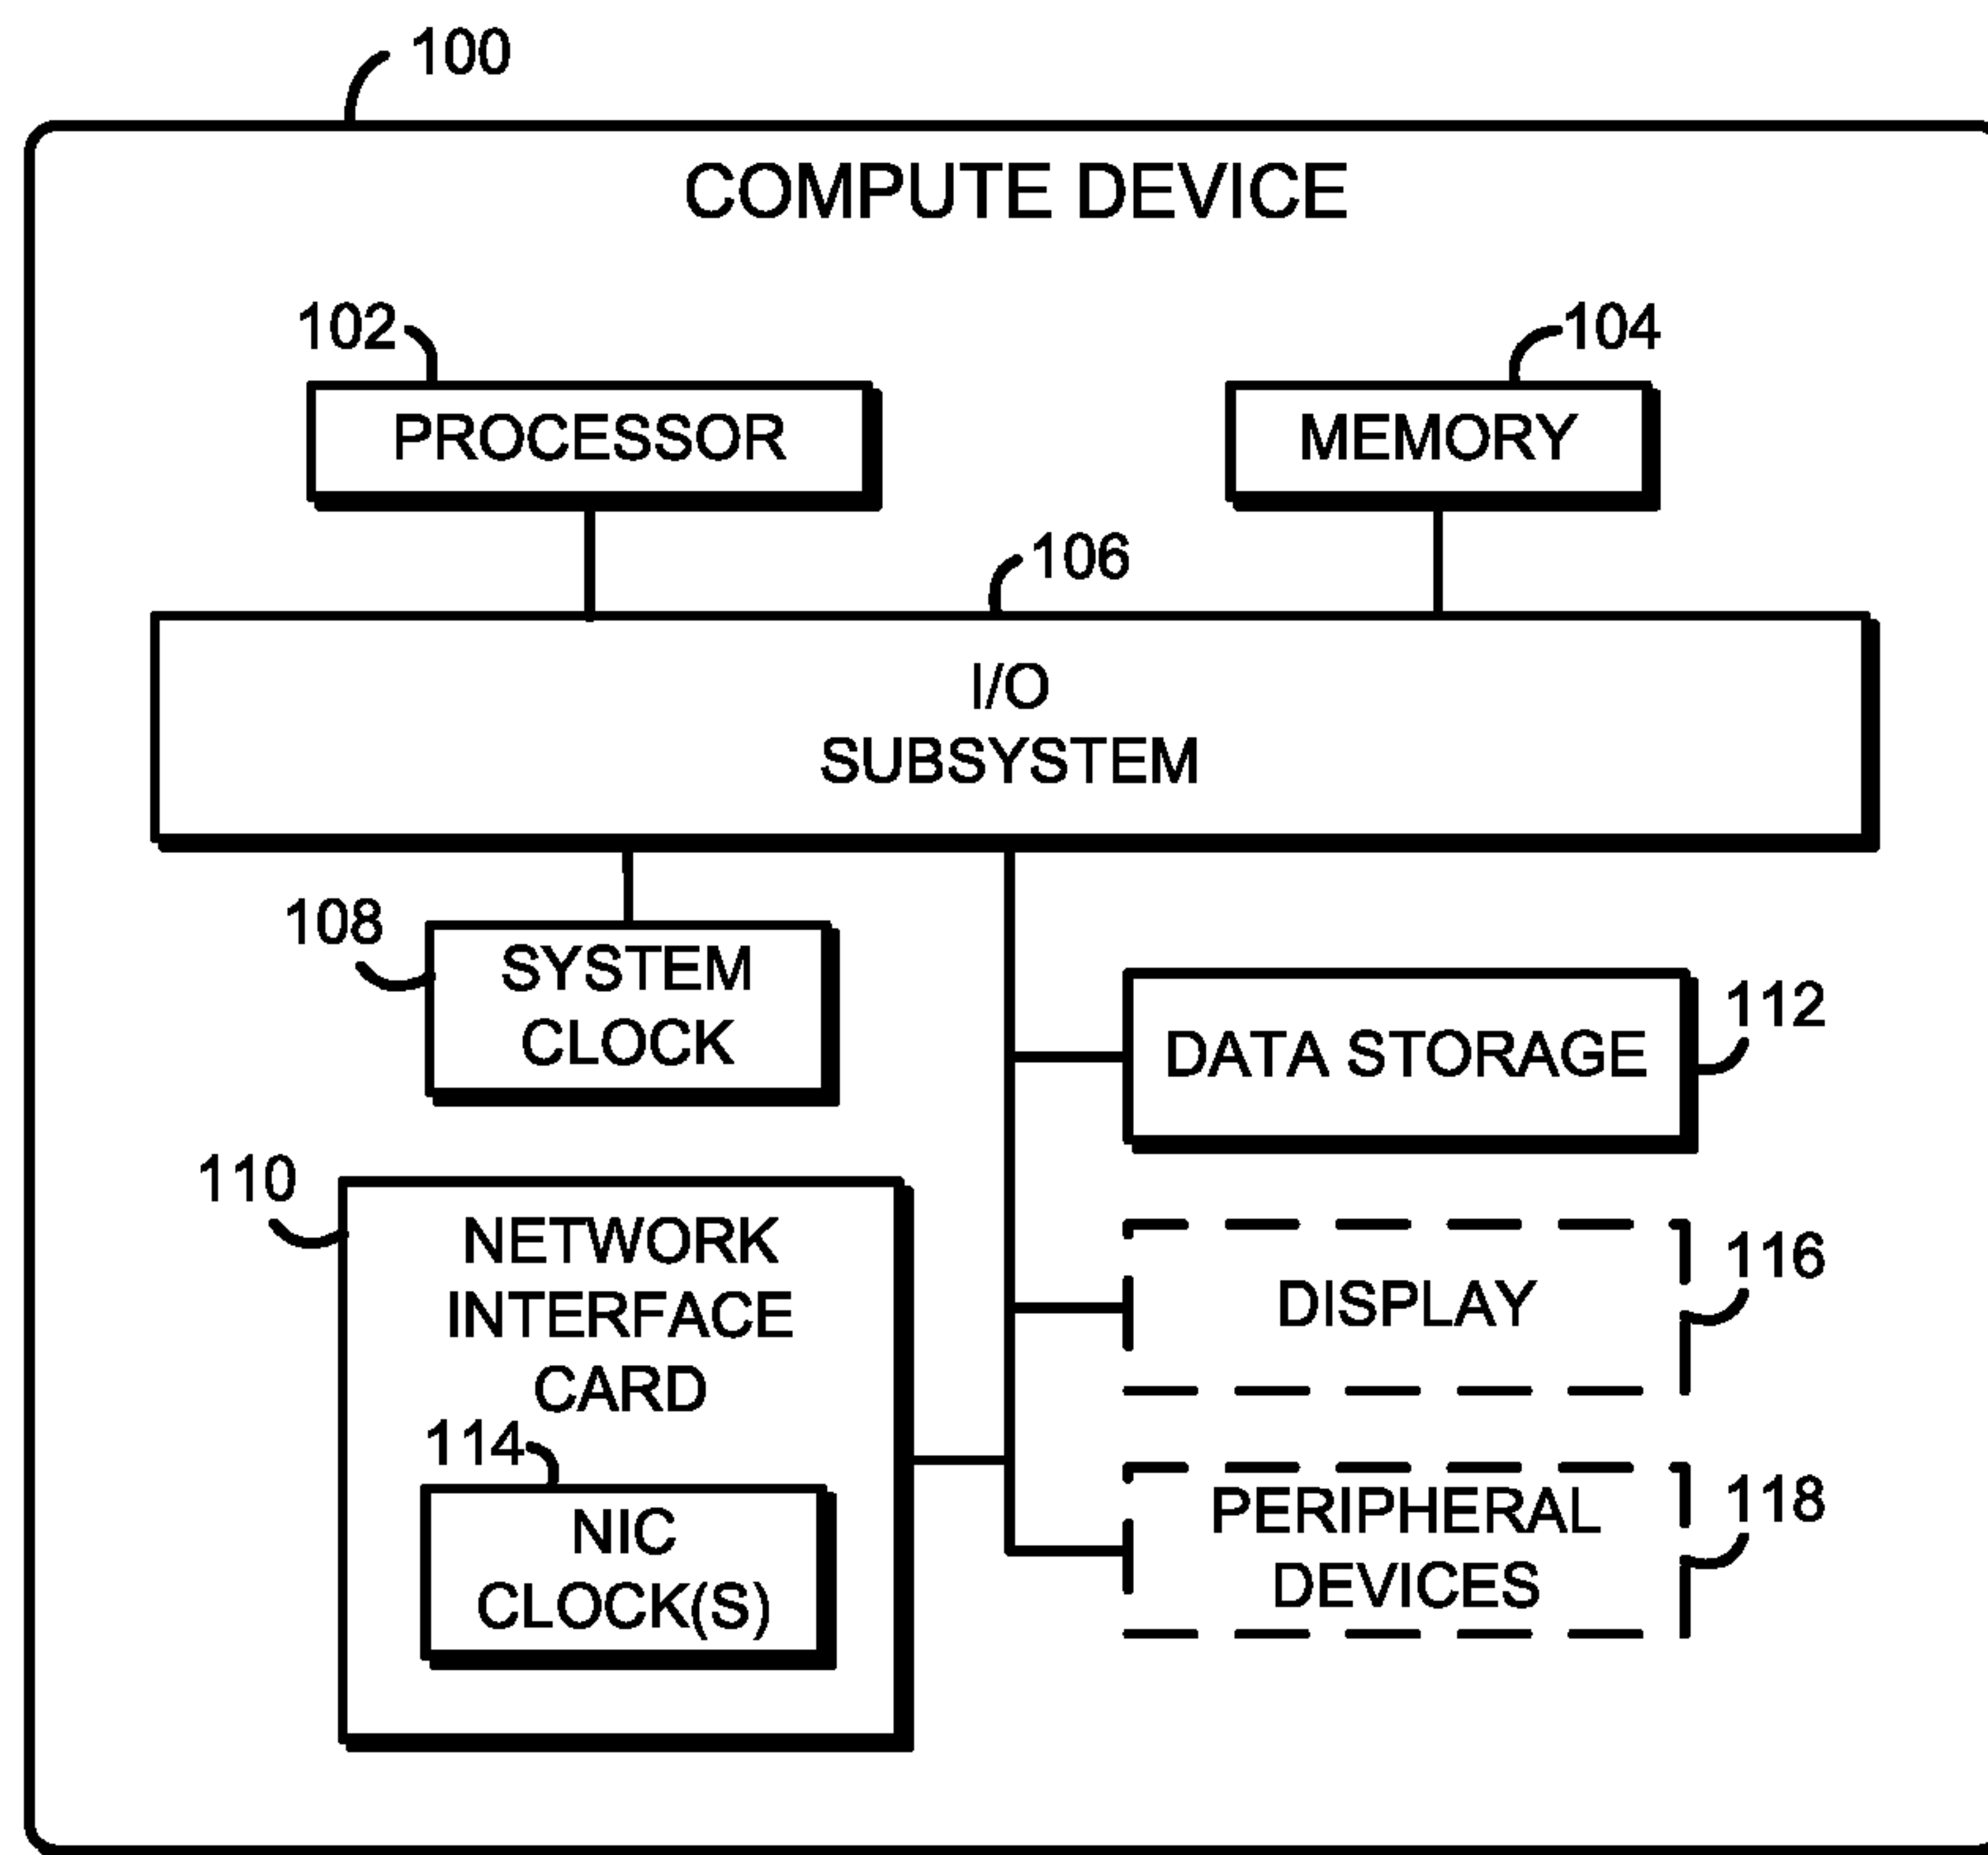 100
COMPUTE DEVICE
102
104
PROCESSOR
MEMORY
106
I/O
SUBSYSTEM
108
SYSTEM
CLOCK
112
DATA STORAGE
110
NETWORK
INTERFACE
CARD
116
DISPLAY
114
NIC
CLOCK(S)
118
PERIPHERAL
DEVICES